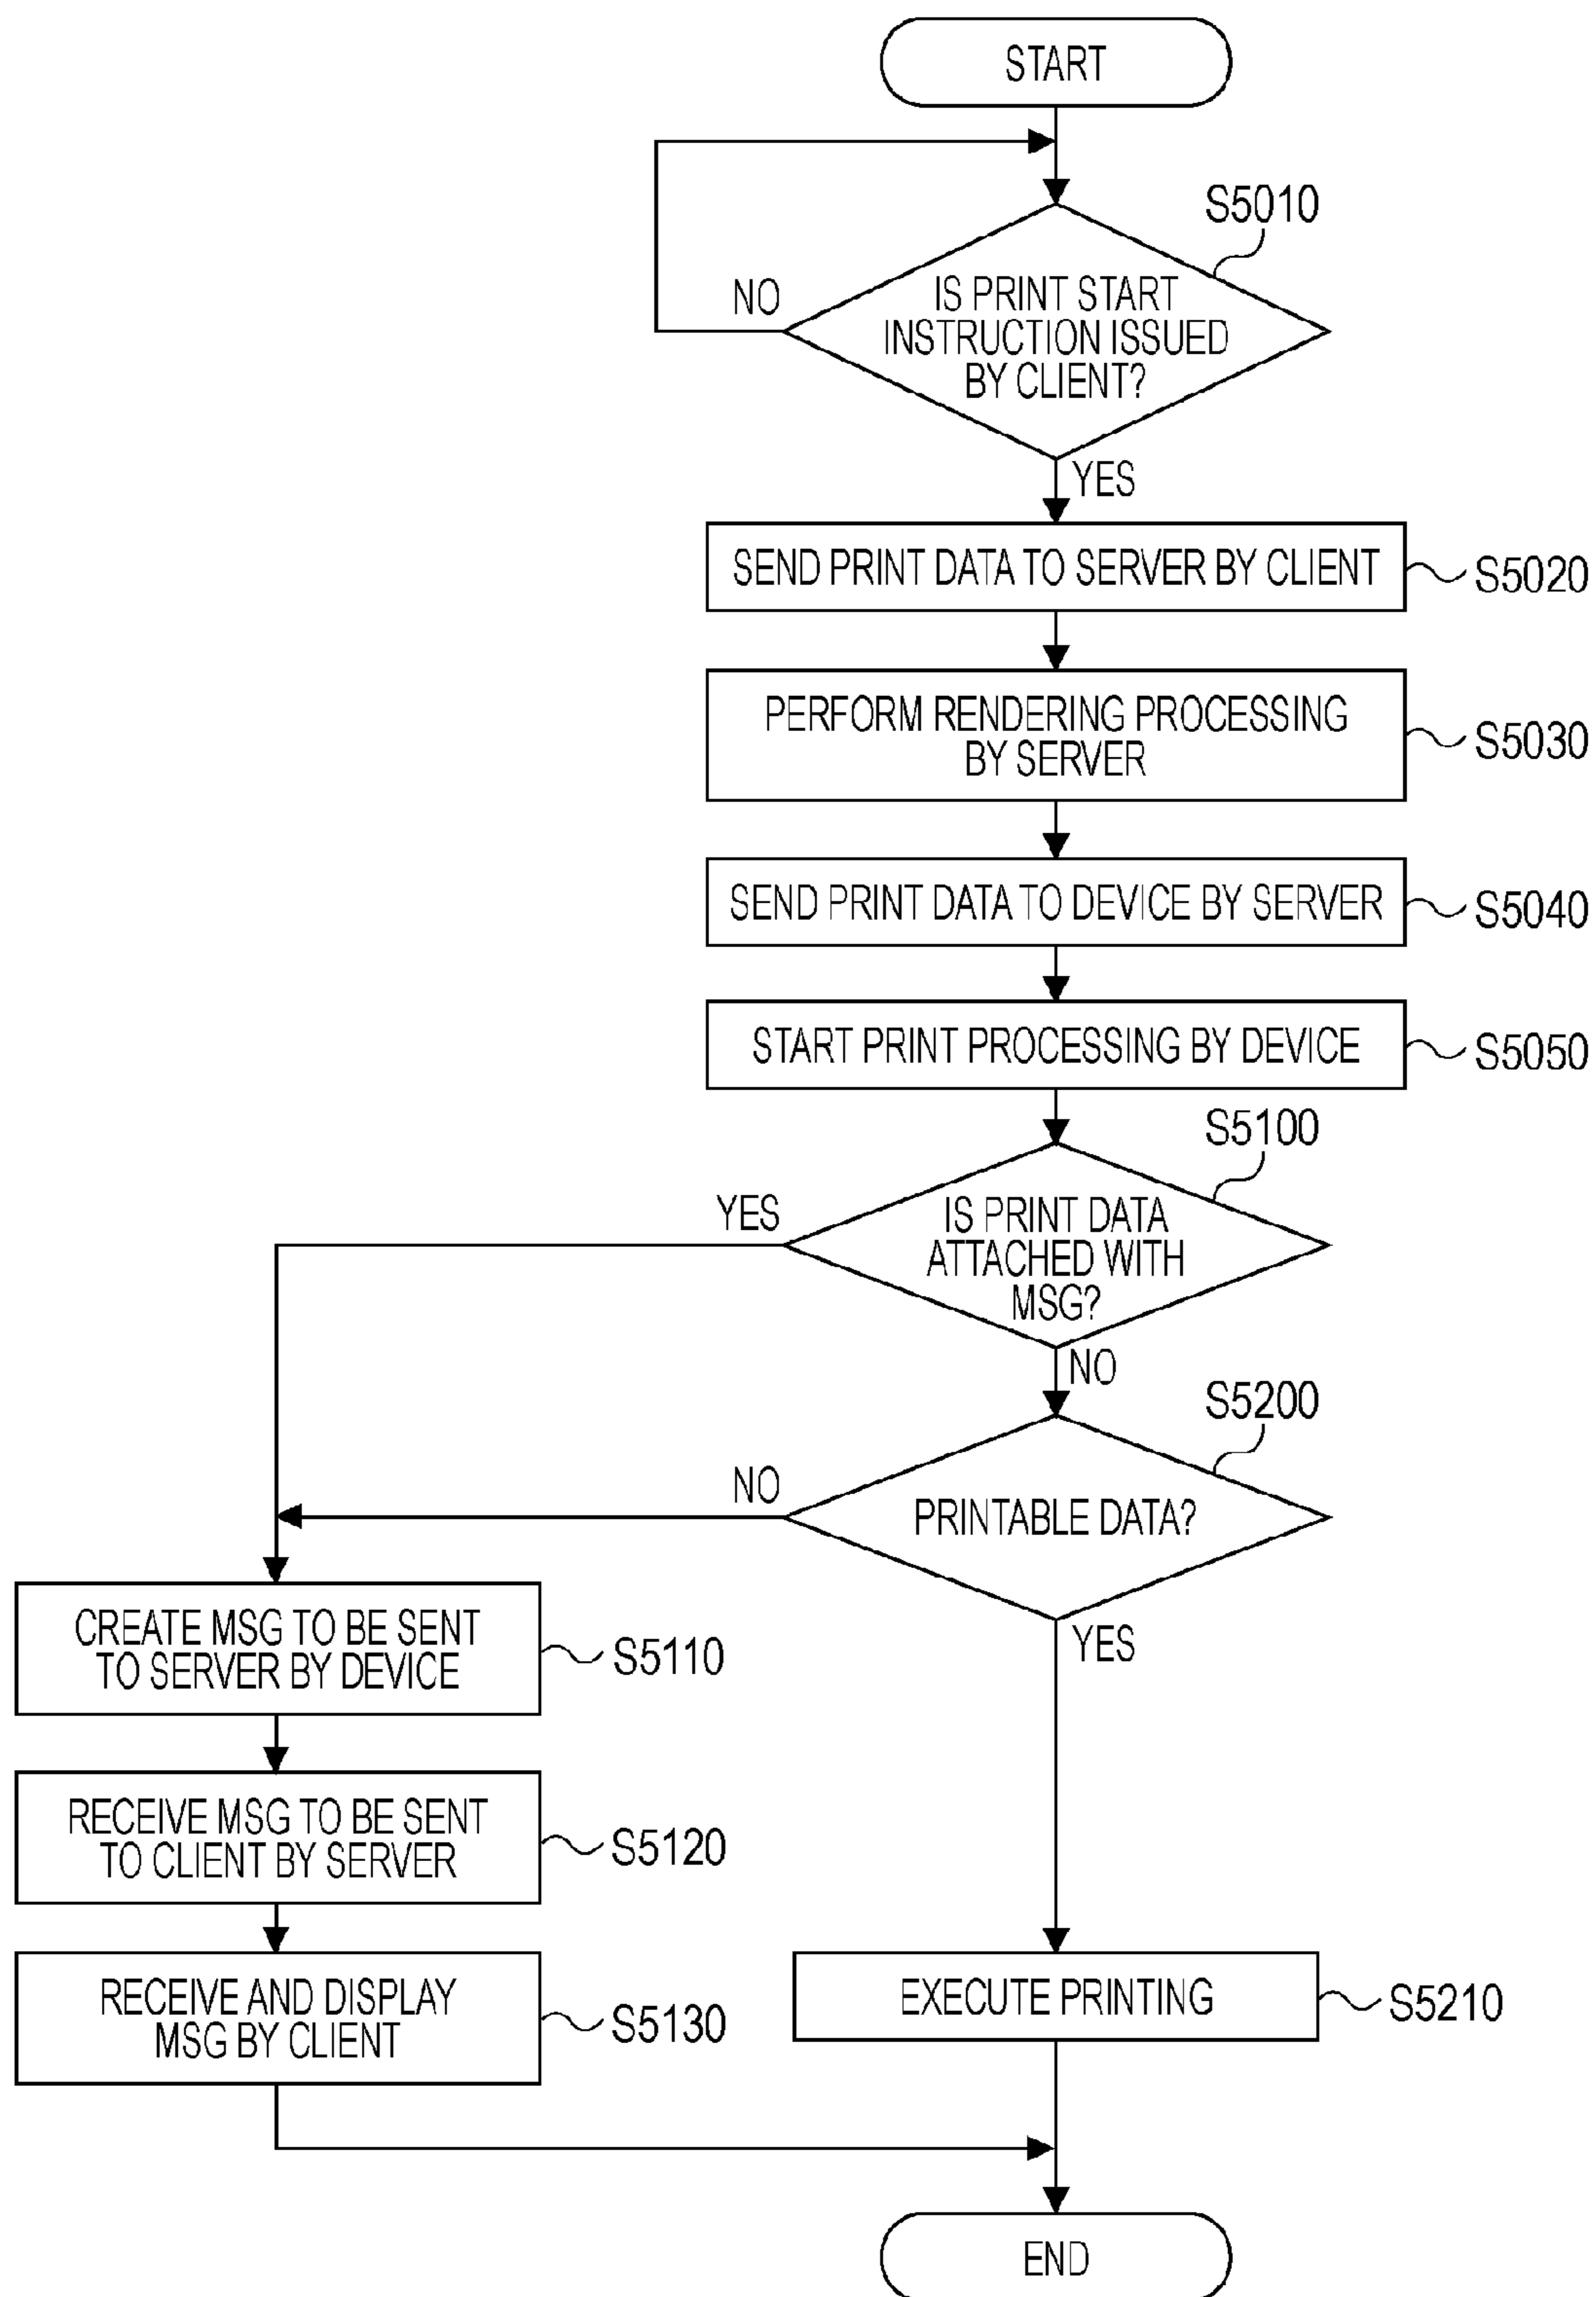 START
S5010
NO
IS PRINT START
INSTRUCTION ISSUED
BY CLIENT?
YES
SEND PRINT DATA TO SERVER BY CLIENT
S5020
PERFORM RENDERING PROCESSING
BY SERVER
S5030
SEND PRINT DATA TO DEVICE BY SERVER
S5040
START PRINT PROCESSING BY DEVICE
S5050
S5100
YES
IS PRINT DATA
ATTACHED WITH
MSG?
NO
S5200
NO
PRINTABLE DATA?
YES
CREATE MSG TO BE SENT
TO SERVER BY DEVICE
S5110
RECEIVE MSG TO BE SENT
TO CLIENT BY SERVER
S5120
RECEIVE AND DISPLAY
MSG BY CLIENT
S5130
EXECUTE PRINTING
S5210
END